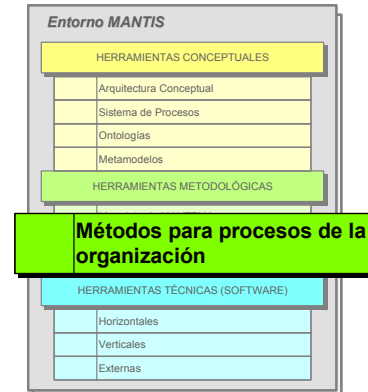 Entorno MANTIS
HERRAMIENTAS CONCEPTUALES
Arquitectura Conceptual
Sistema de Procesos
Ontologías
Metamodelos
HERRAMIENTAS METODOLÓGICAS
Métodos para procesos de la
organización
HERRAMIENTAS TÉCNICAS (SOFTWARE)
Horizontales
Verticales
Externas